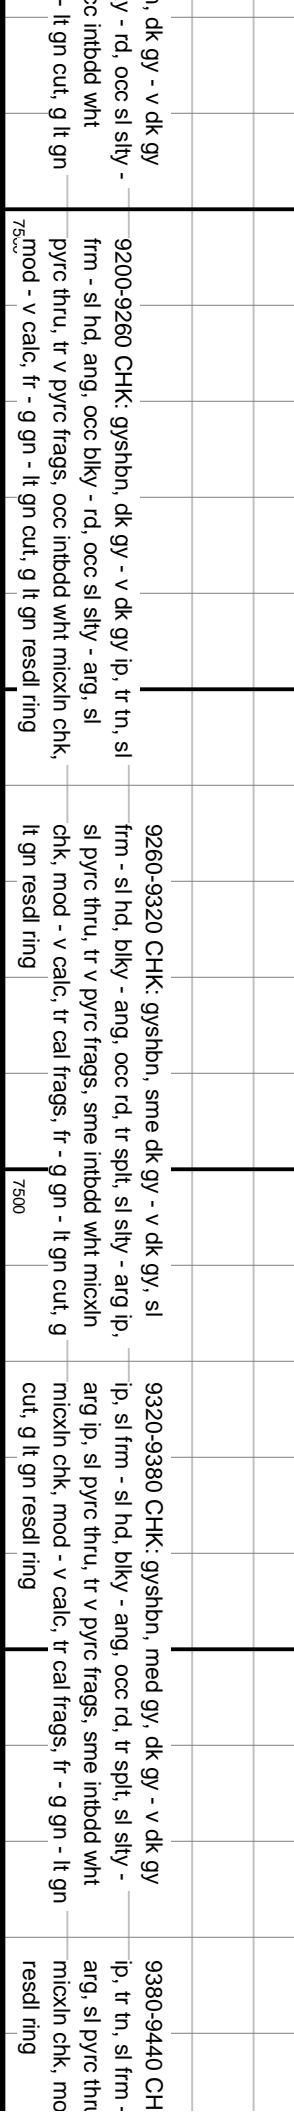 n, dk gy - v dk gy
y - rd, occ sl slty -
cc intbdd wht
- lt gn cut, g lt gn
9200-9260 CHK: gyshbn, dk gy - v dk gy ip, tr tn, sl
frm - sl hd, ang, occ blky - rd, occ sl slty - arg, sl
pyrc thru, tr v pyrc frags, occ intbdd wht micxln chk,
mod - v calc, fr - g gn - lt gn cut, g lt gn resdl ring
9260-9320 CHK: gyshbn, sme dk gy - v dk gy, sl
frm - sl hd, blky - ang, occ rd, tr splt, sl slty - arg ip,
sl pyrc thru, tr v pyrc frags, sme intbdd wht micxln
chk, mod - v calc, tr cal frags, fr - g gn - lt gn cut, g
lt gn resdl ring
7500
9320-9380 CHK: gyshbn, med gy, dk gy - v dk gy
ip, sl frm - sl hd, blky - ang, occ rd, tr splt, sl slty -
arg ip, sl pyrc thru, tr v pyrc frags, sme intbdd wht
micxln chk, mod - v calc, tr cal frags, fr - g gn - lt gn
cut, g lt gn resdl ring
9380-9440 CH
ip, tr tn, sl frm -
arg, sl pyrc thru
micxln chk, mo
resdl ring